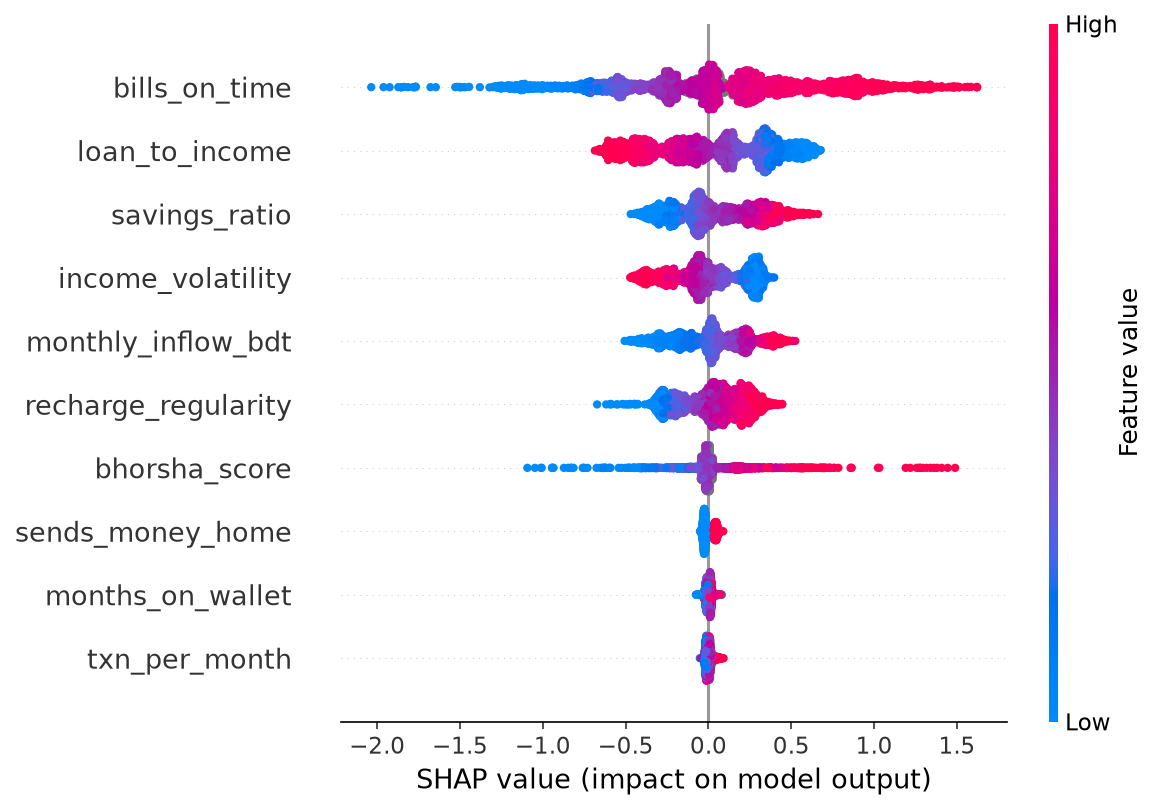 High
bills_on_time
loan_to_income
savings_ratio
income_volatility
monthly_inflow_bdt
recharge_regularity
bhorsha_score
sends_money_home
months_on_wallet
txn_per_month
Feature value
Low
−2.0 −1.5 −1.0 −0.5 0.0 0.5 1.0 1.5
SHAP value (impact on model output)